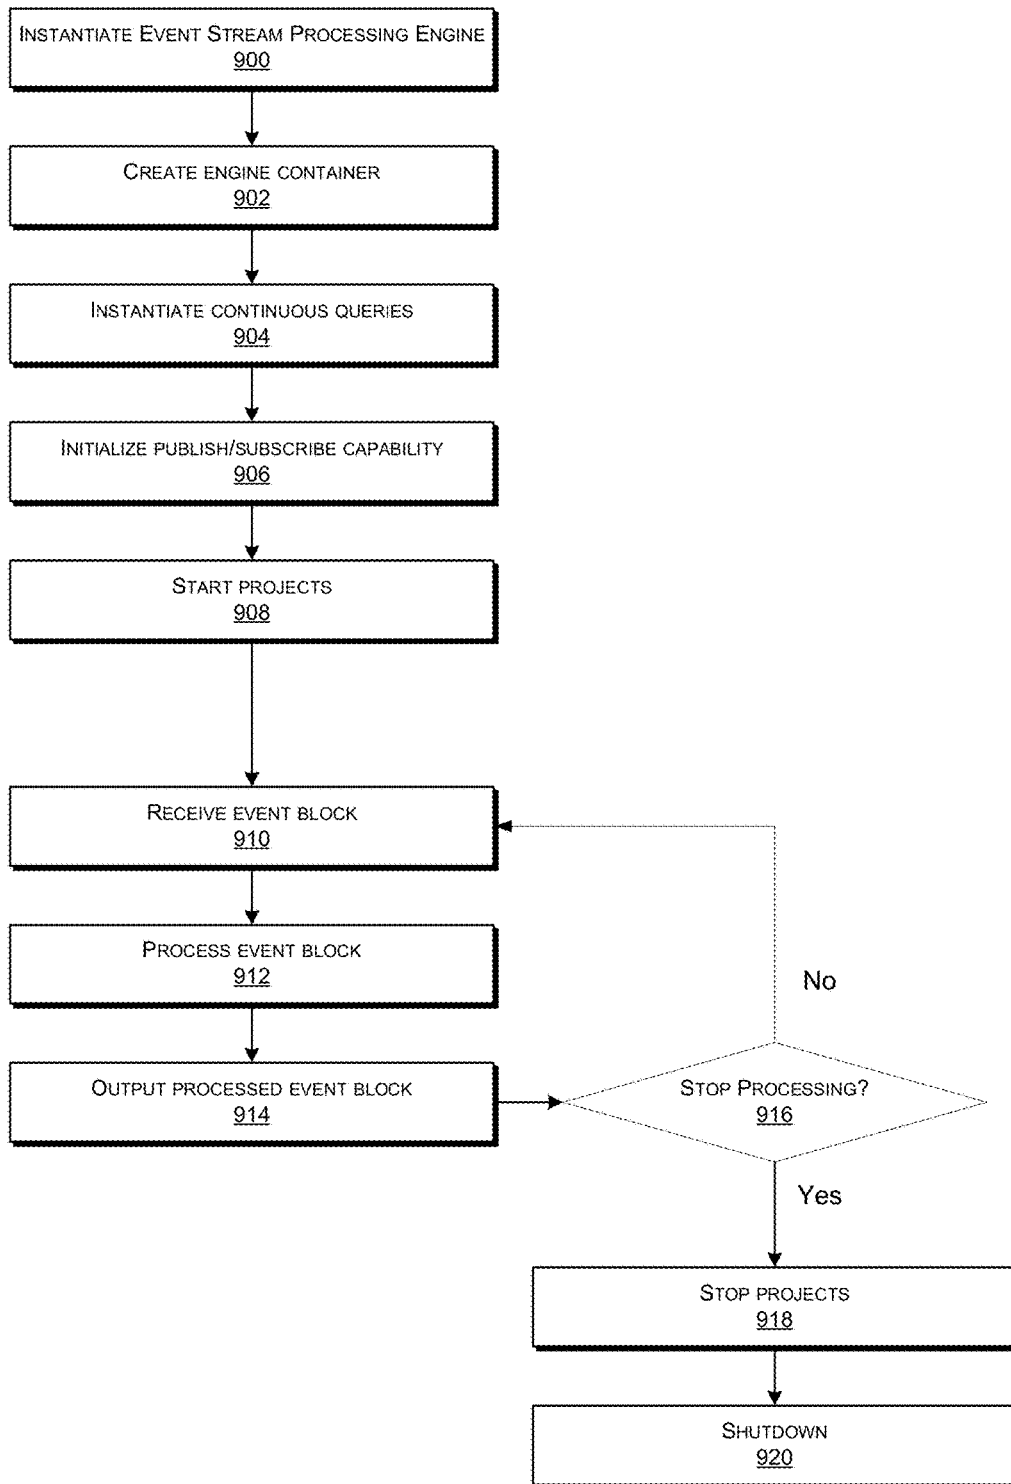 Instantiate Event Stream Processing Engine
900
Create engine container
902
Instantiate continuous queries
904
Initialize publish/subscribe capability
906
Start projects
908
Receive event block
910
Process event block
912
No
Output processed event block
914
Stop Processing?
916
Yes
Stop projects
918
Shutdown
920